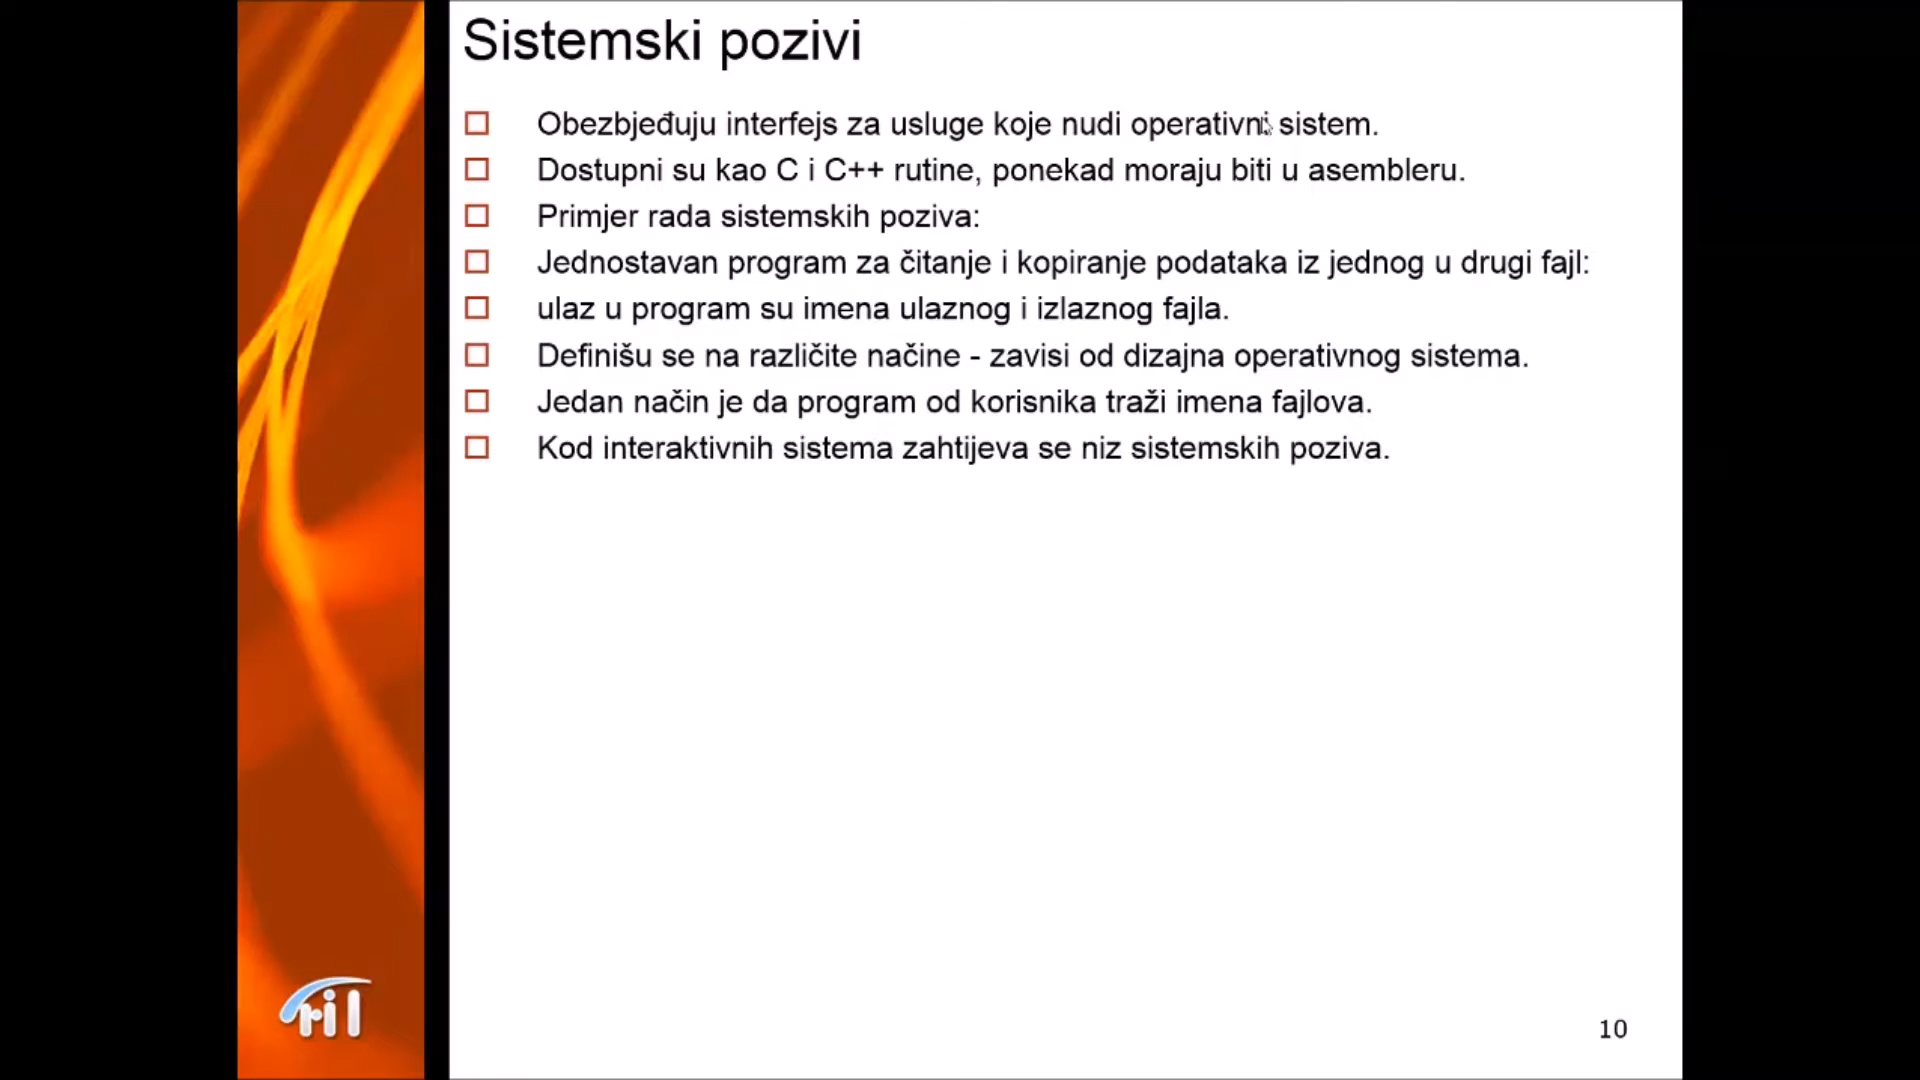 Sistemski pozivi
Obezbjeđuju interfejs za usluge koje nudi operativni sistem.
Dostupni su kao C i C++ rutine, ponekad moraju biti u asembleru.
Primjer rada sistemskih poziva:
Jednostavan program za čitanje i kopiranje podataka iz jednog u drugi fajl:
ulaz u program su imena ulaznog i izlaznog fajla.
Definišu se na različite načine - zavisi od dizajna operativnog sistema.
Jedan način je da program od korisnika traži imena fajlova.
Kod interaktivnih sistema zahtijeva se niz sistemskih poziva.
ril
10